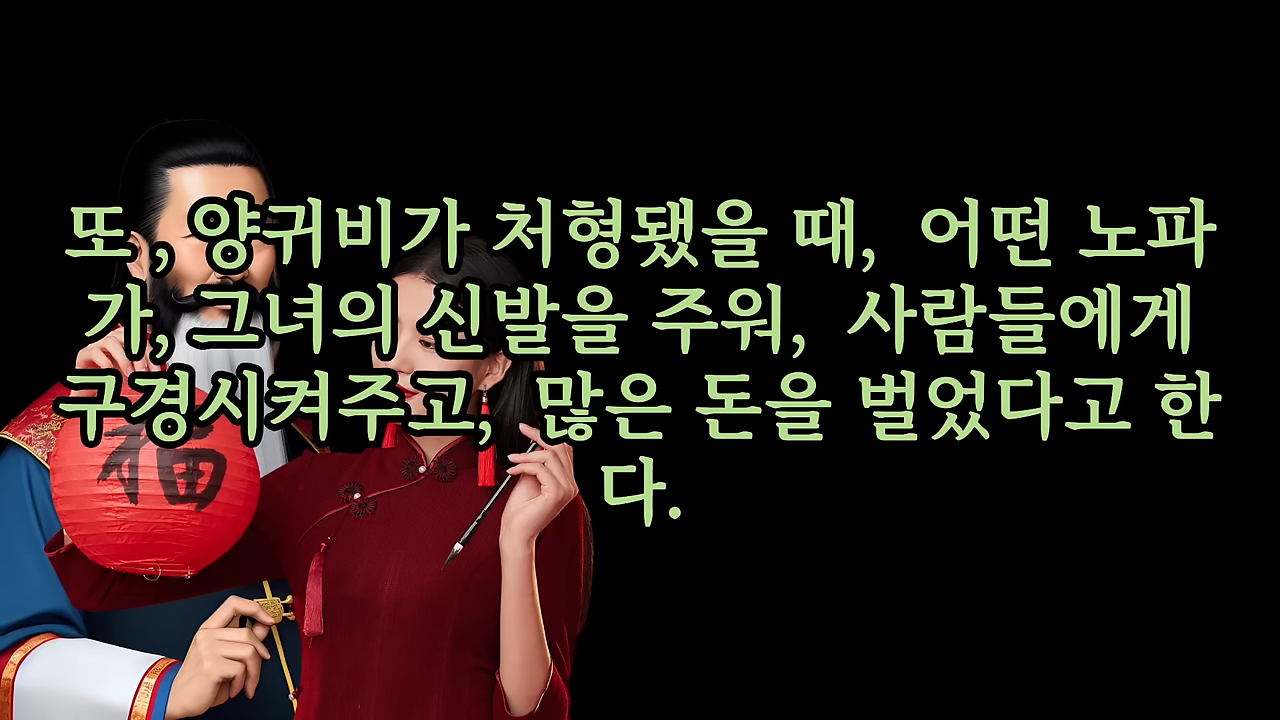 또, 양귀비가 처형됐을 때, 어떤 노파
가, 그녀의 신발을 주워, 사람들에게
구경시켜주고, 많은 돈을 벌었다고 한
다.
福